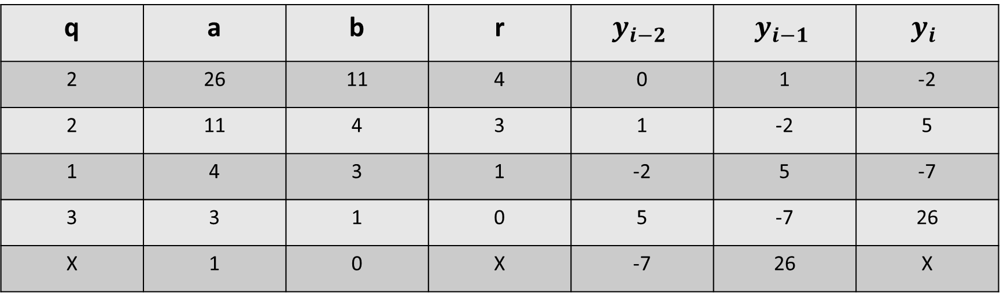 q a b r y_{i-2} y_{i-1} y_i
2 26 11 4 0 1 -2
2 11 4 3 1 -2 5
1 4 3 1 -2 5 -7
3 3 1 0 5 -7 26
X 1 0 X -7 26 X